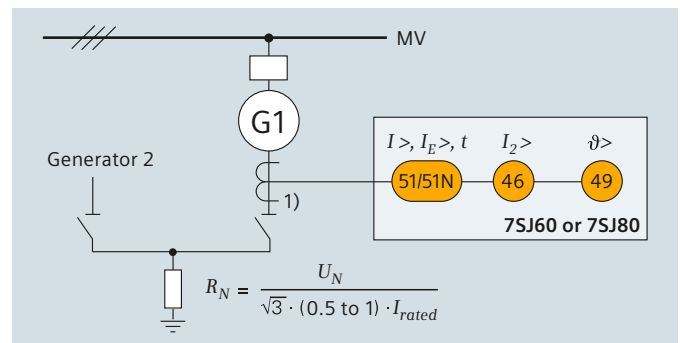 MV
G1
I >, I_E >, t I_2 > ϑ>
Generator 2
51/51N 46 49
1)
7SJ60 or 7SJ80
R_N = U_N / (√3 · (0.5 to 1) · I_rated)